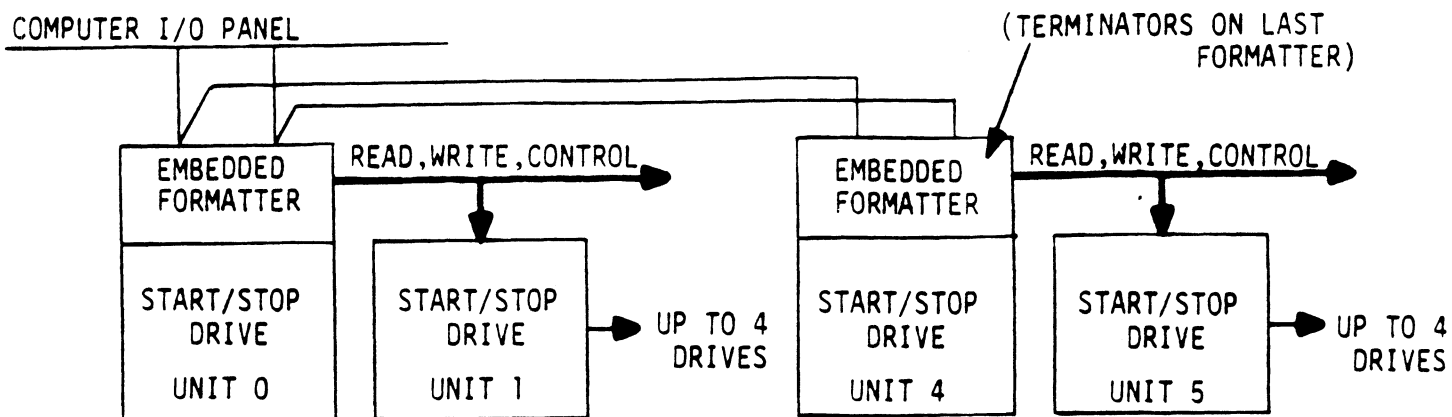 COMPUTER I/O PANEL
(TERMINATORS ON LAST
FORMATTER)
EMBEDDED
FORMATTER
READ,WRITE,CONTROL
START/STOP
DRIVE
UNIT 0
START/STOP
DRIVE
UNIT 1
UP TO 4
DRIVES
EMBEDDED
FORMATTER
READ,WRITE,CONTROL
START/STOP
DRIVE
UNIT 4
START/STOP
DRIVE
UNIT 5
UP TO 4
DRIVES